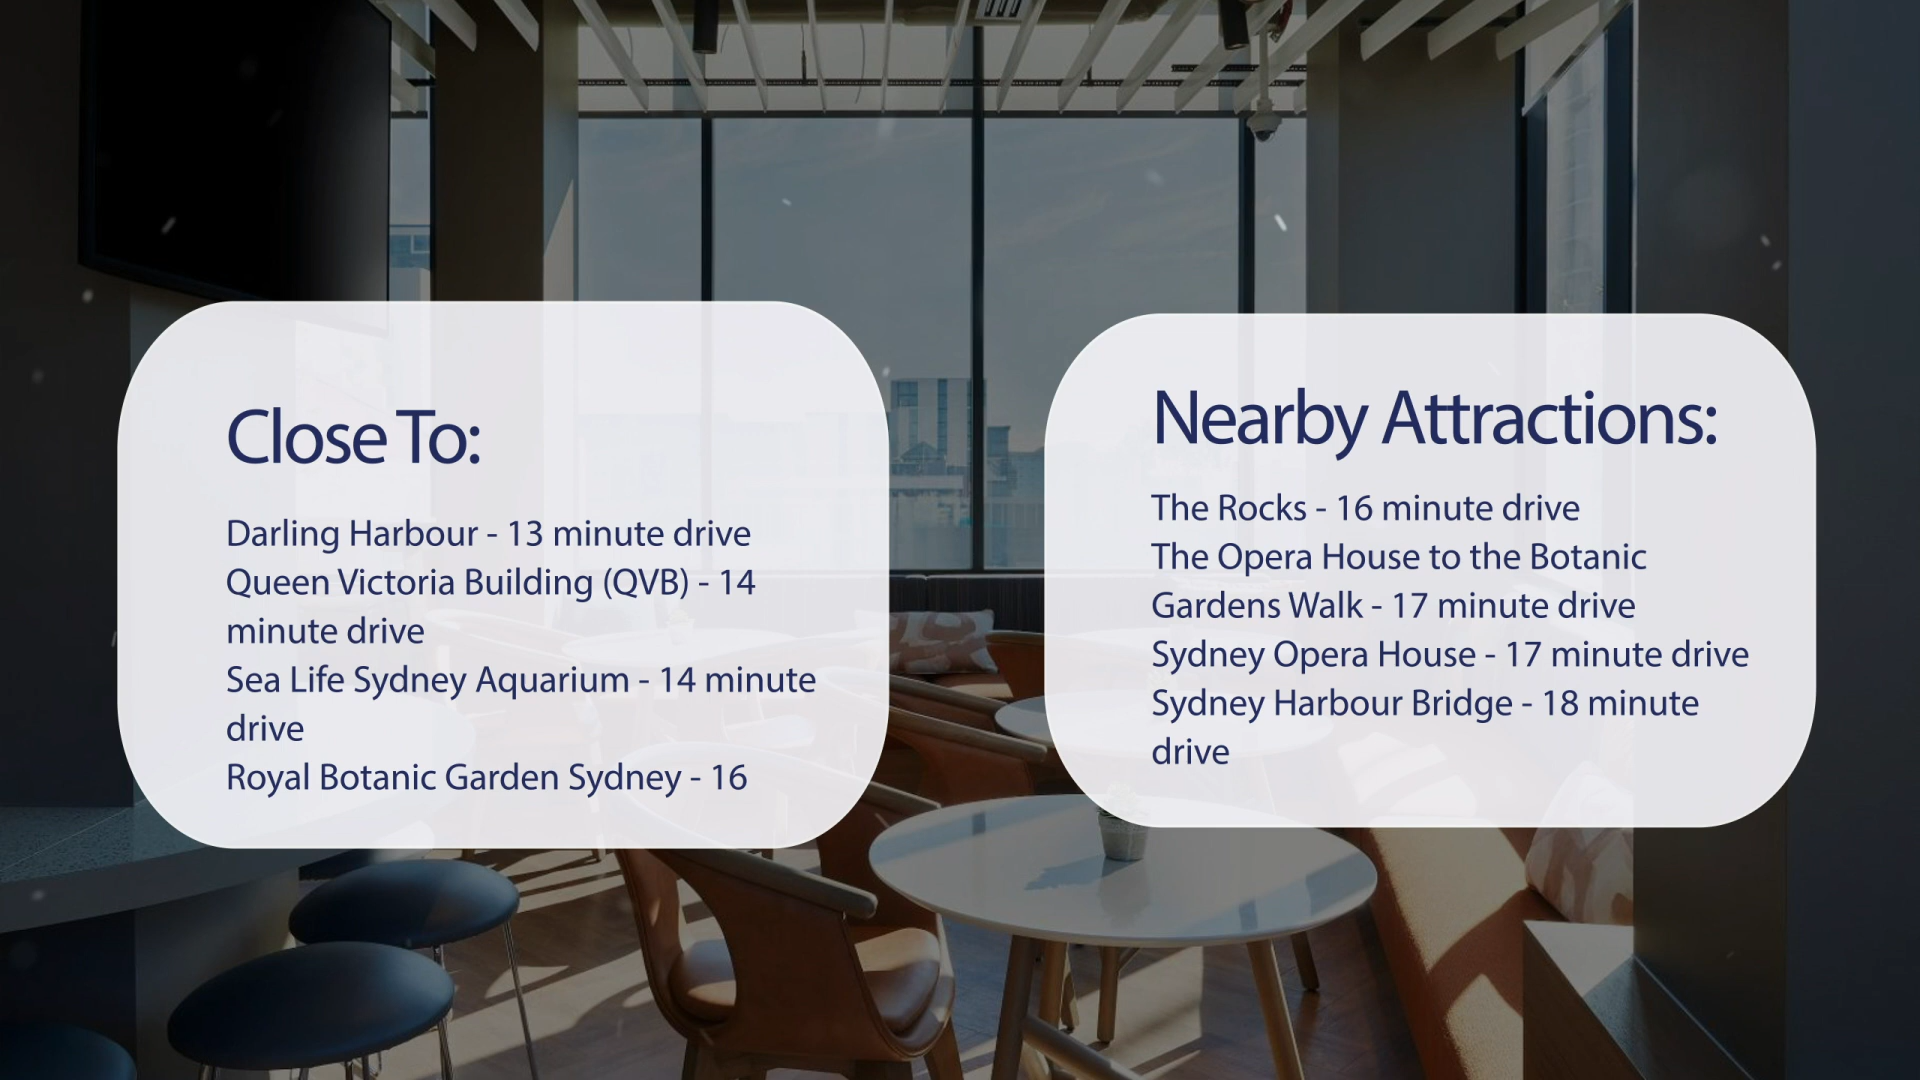 Close To:
Darling Harbour - 13 minute drive
Queen Victoria Building (QVB) - 14
minute drive
Sea Life Sydney Aquarium - 14 minute
drive
Royal Botanic Garden Sydney - 16
Nearby Attractions:
The Rocks - 16 minute drive
The Opera House to the Botanic
Gardens Walk - 17 minute drive
Sydney Opera House - 17 minute drive
Sydney Harbour Bridge - 18 minute
drive